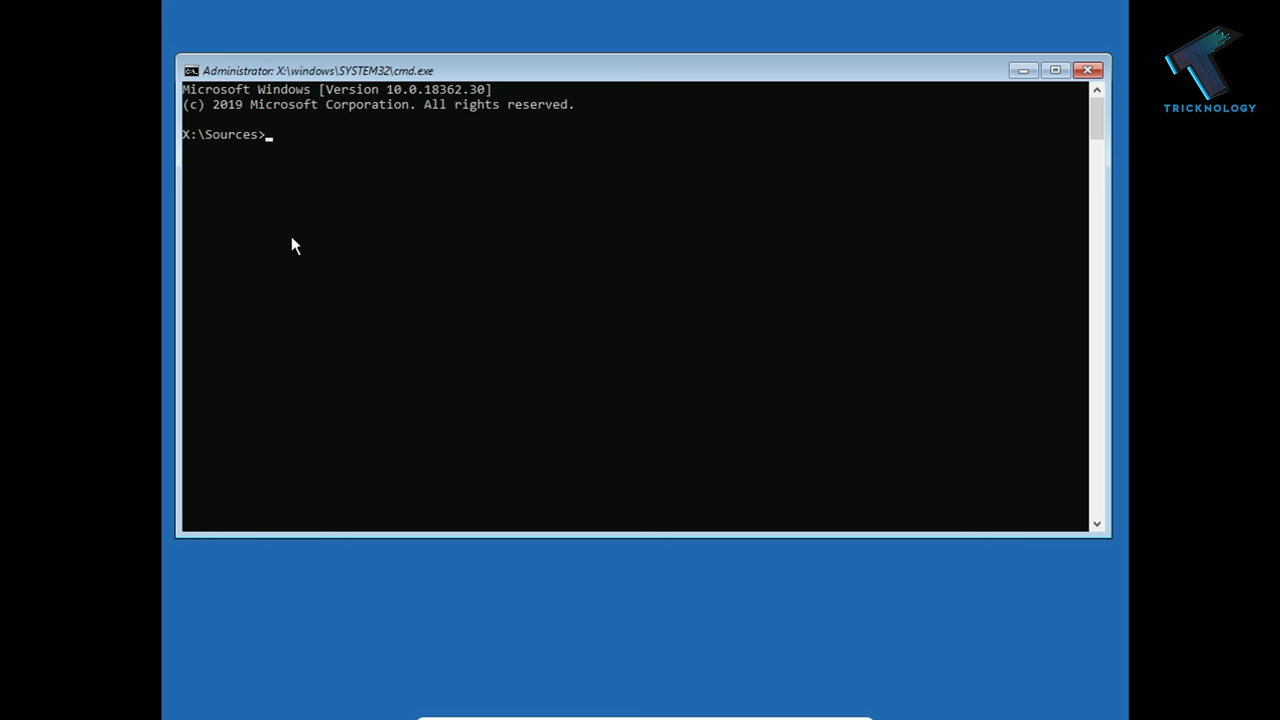 Administrator: X:\windows\SYSTEM32\cmd.exe
Microsoft Windows [Version 10.0.18362.30]
(c) 2019 Microsoft Corporation. All rights reserved.
X:\Sources>
TRICKNOLOGY